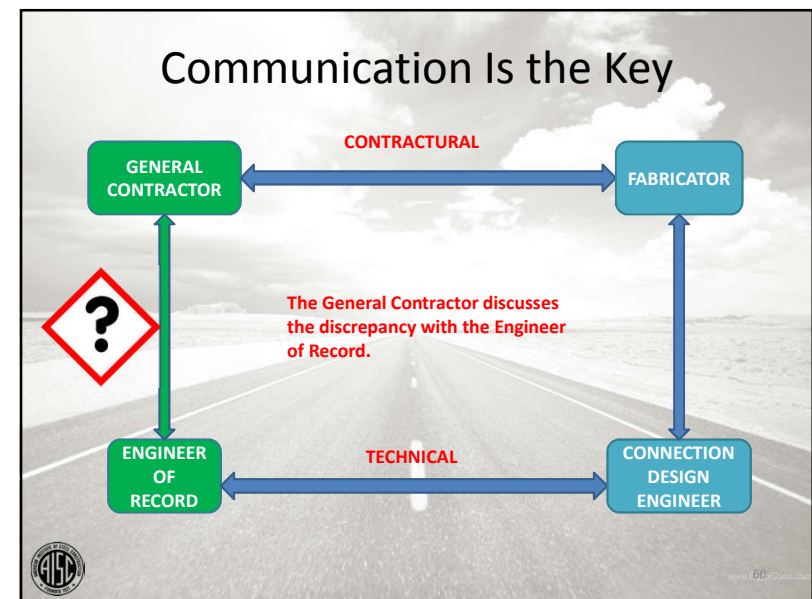 Communication Is the Key
CONTRACTURAL
GENERAL
CONTRACTOR
FABRICATOR
?
The General Contractor discusses
the discrepancy with the Engineer
of Record.
ENGINEER
OF
RECORD
TECHNICAL
CONNECTION
DESIGN
ENGINEER
AISC
60